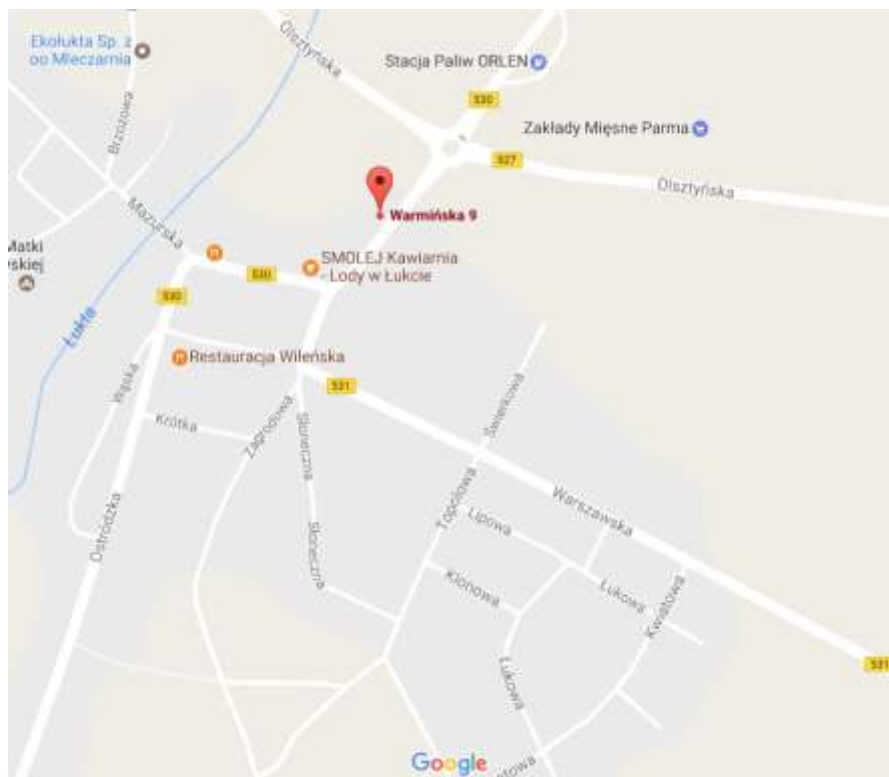 Ekołukta Sp. z
oo Mleczarnia
Olsztyńska
Stacja Paliw ORLEN
530
Zakłady Mięsne Parma
527
Olsztyńska
Brzozowa
Mazurska
Warmińska 9
Matki
skiej
530
SMOLEJ Kawiarnia
- Lody w Łukcie
530
Łukta
Restauracja Wileńska
531
Wąska
Krótka
Zagrodowa
Słoneczna
Świerkowa
Topolowa
Warszawska
Lipowa
Ostródzka
Słoneczna
Klonowa
Łukowa
Kwiatowa
531
Łukowa
Google